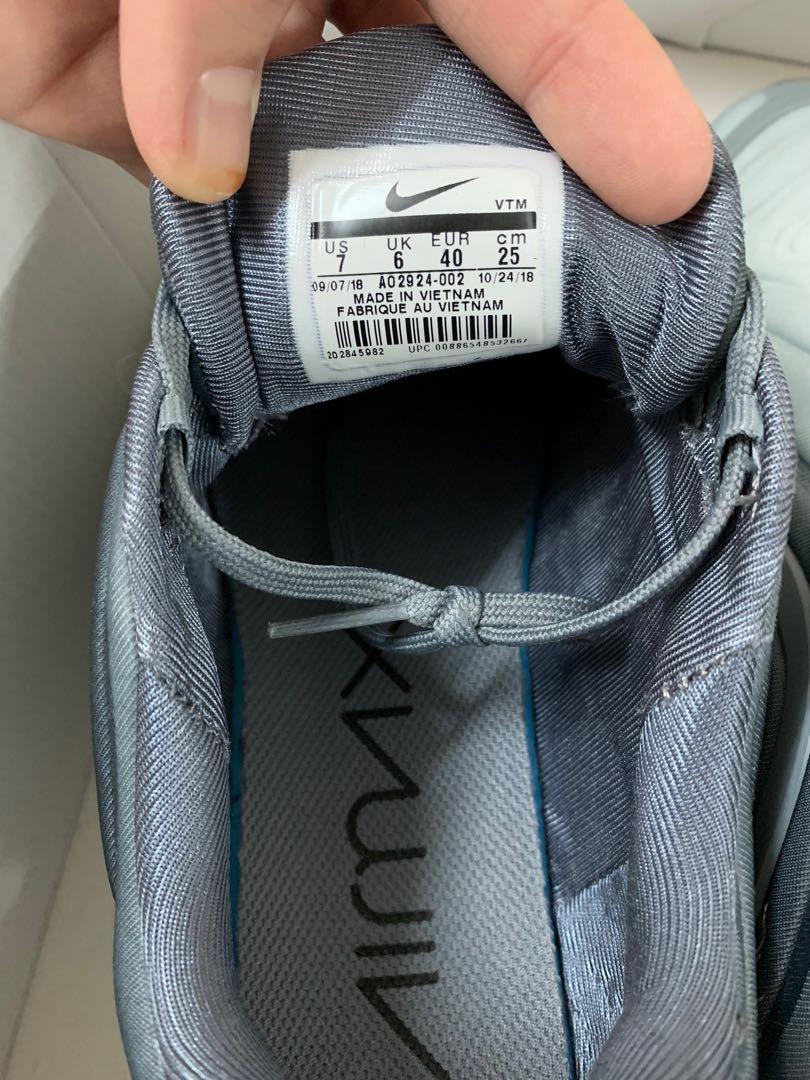 VTM
US UK EUR cm
7 6 40 25
09/07/18 AO2924-002 10/24/18
MADE IN VIETNAM
FABRIQUE AU VIETNAM
202845982 UPC 00886548532667
AIRMAX